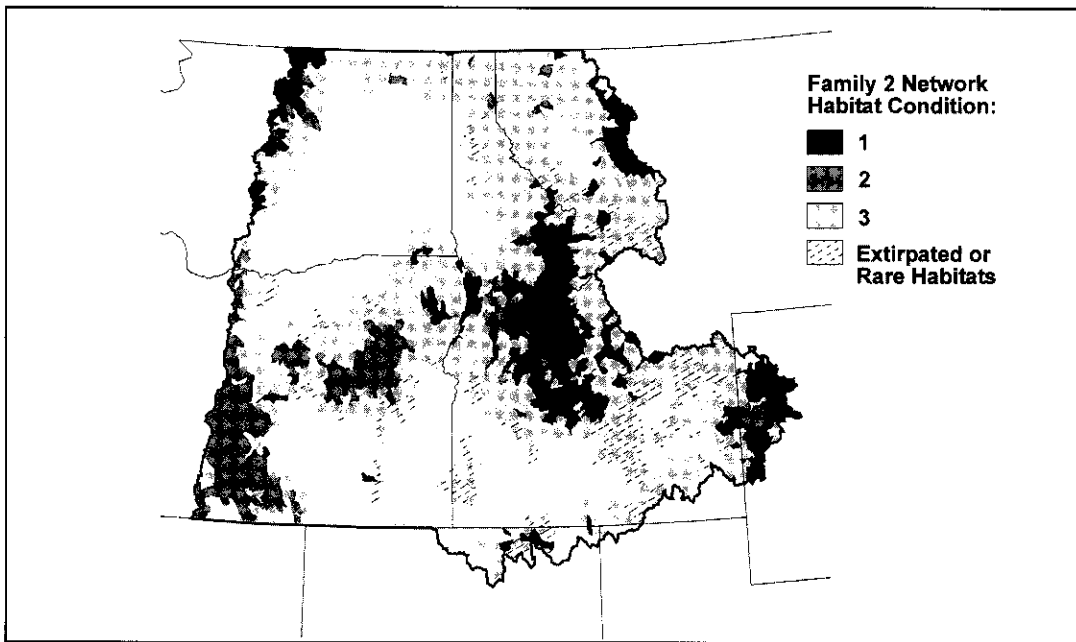 Family 2 Network
Habitat Condition:
1
2
3
Extirpated or
Rare Habitats